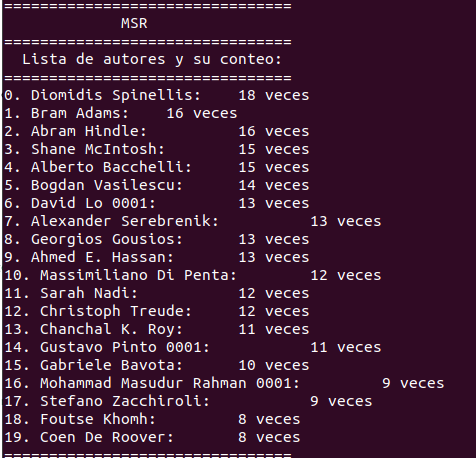 ================================
MSR
================================
Lista de autores y su conteo:
================================
0. Diomidis Spinellis: 18 veces
1. Bram Adams: 16 veces
2. Abram Hindle: 16 veces
3. Shane McIntosh: 15 veces
4. Alberto Bacchelli: 15 veces
5. Bogdan Vasilescu: 14 veces
6. David Lo 0001: 13 veces
7. Alexander Serebrenik: 13 veces
8. Georgios Gousios: 13 veces
9. Ahmed E. Hassan: 13 veces
10. Massimiliano Di Penta: 12 veces
11. Sarah Nadi: 12 veces
12. Christoph Treude: 12 veces
13. Chanchal K. Roy: 11 veces
14. Gustavo Pinto 0001: 11 veces
15. Gabriele Bavota: 10 veces
16. Mohammad Masudur Rahman 0001: 9 veces
17. Stefano Zacchiroli: 9 veces
18. Foutse Khomh: 8 veces
19. Coen De Roover: 8 veces
================================